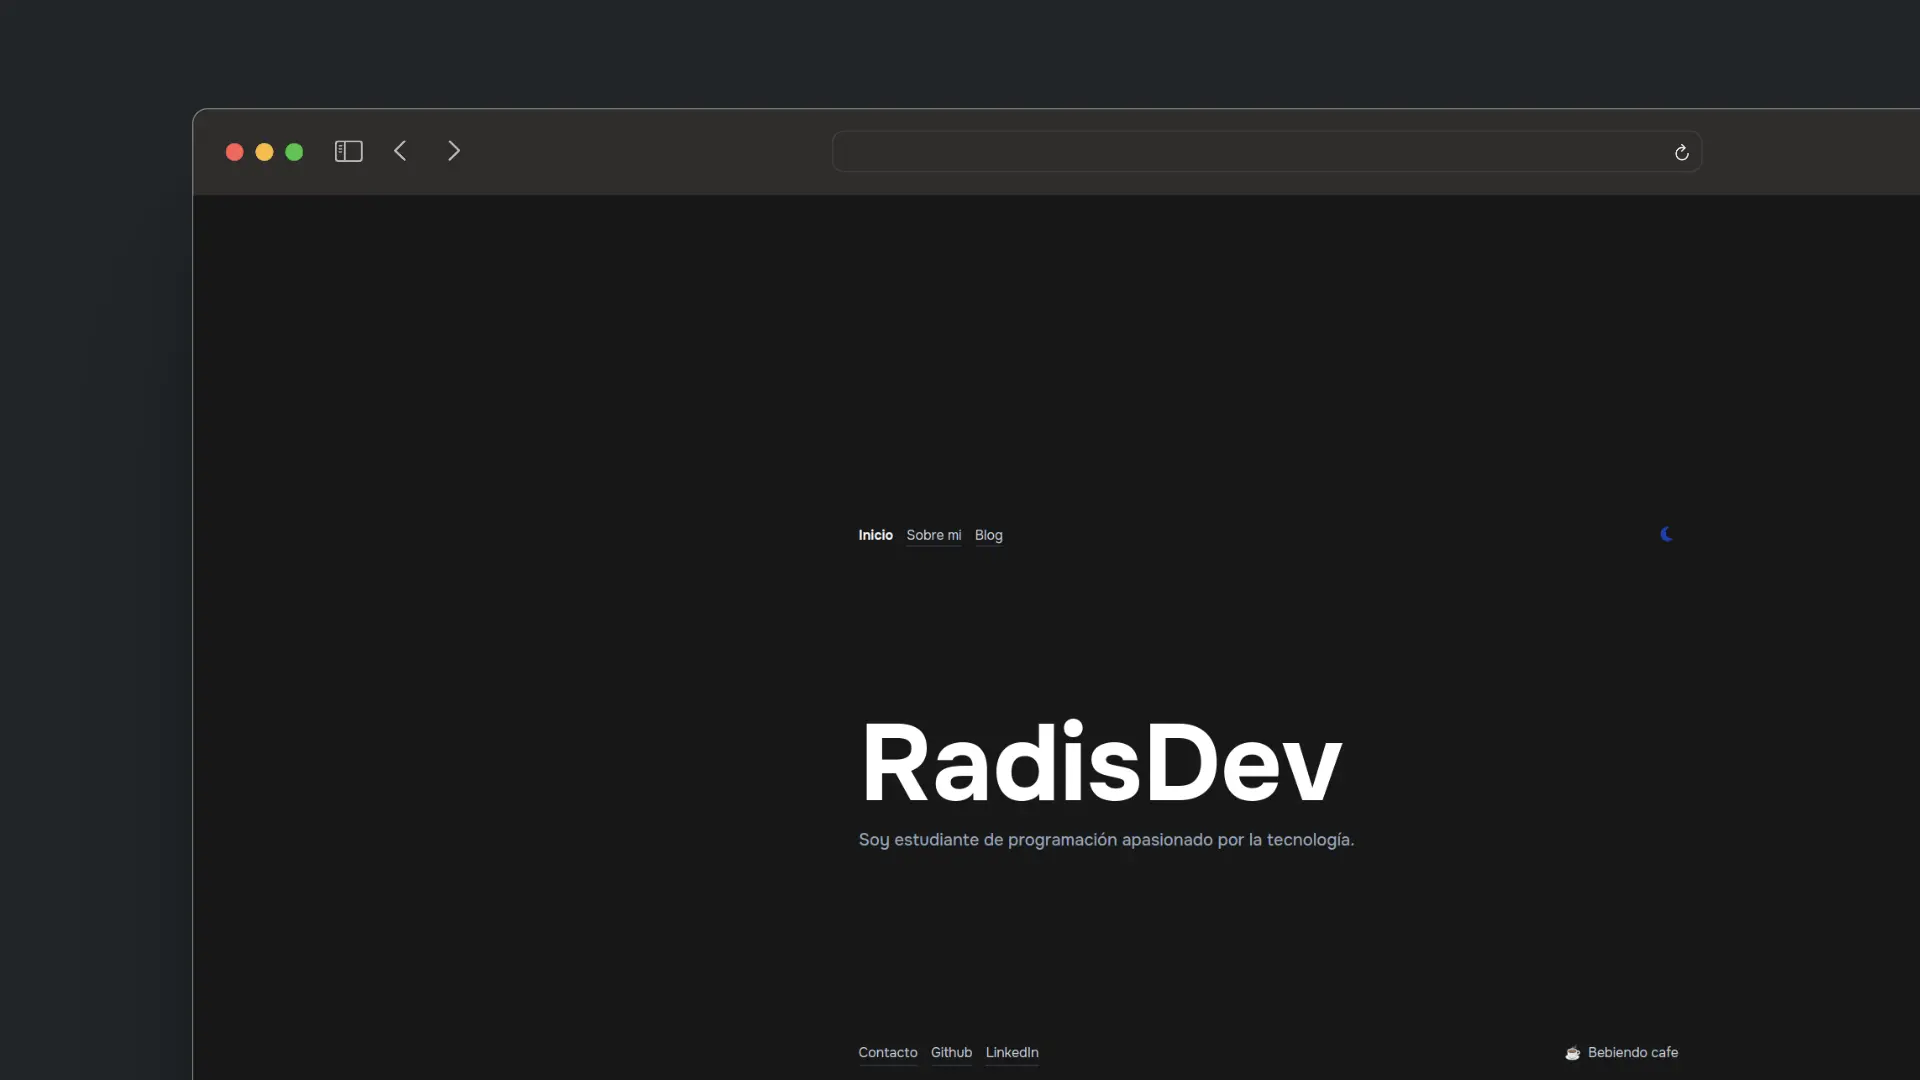 Inicio Sobre mi Blog
RadisDev
Soy estudiante de programación apasionado por la tecnología.
Contacto Github LinkedIn ☕ Bebiendo cafe